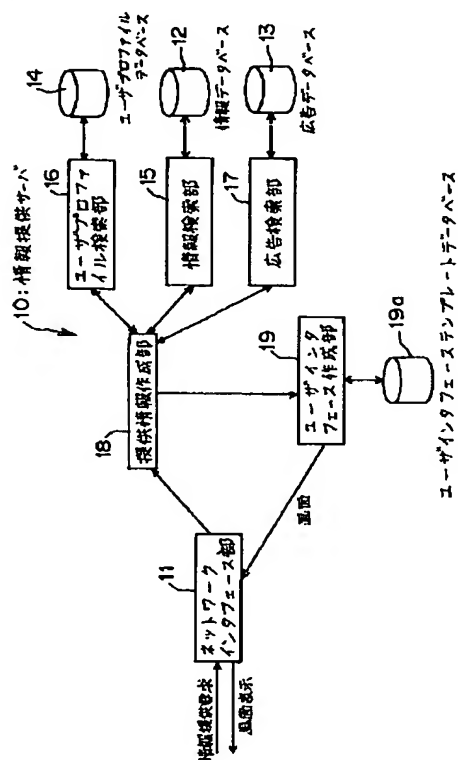 10:情報提供サーバ
14
ユーザプロファイル
データベース
16
ユーザプロファ
イル検索部
12
情報データベース
15
情報検索部
13
広告データベース
17
広告検索部
18
提供情報作成部
19
ユーザインタ
フェース作成部
19a
ユーザインタフェーステンプレートデータベース
画面
11
ネットワーク
インタフェース部
情報提供要求
画面表示